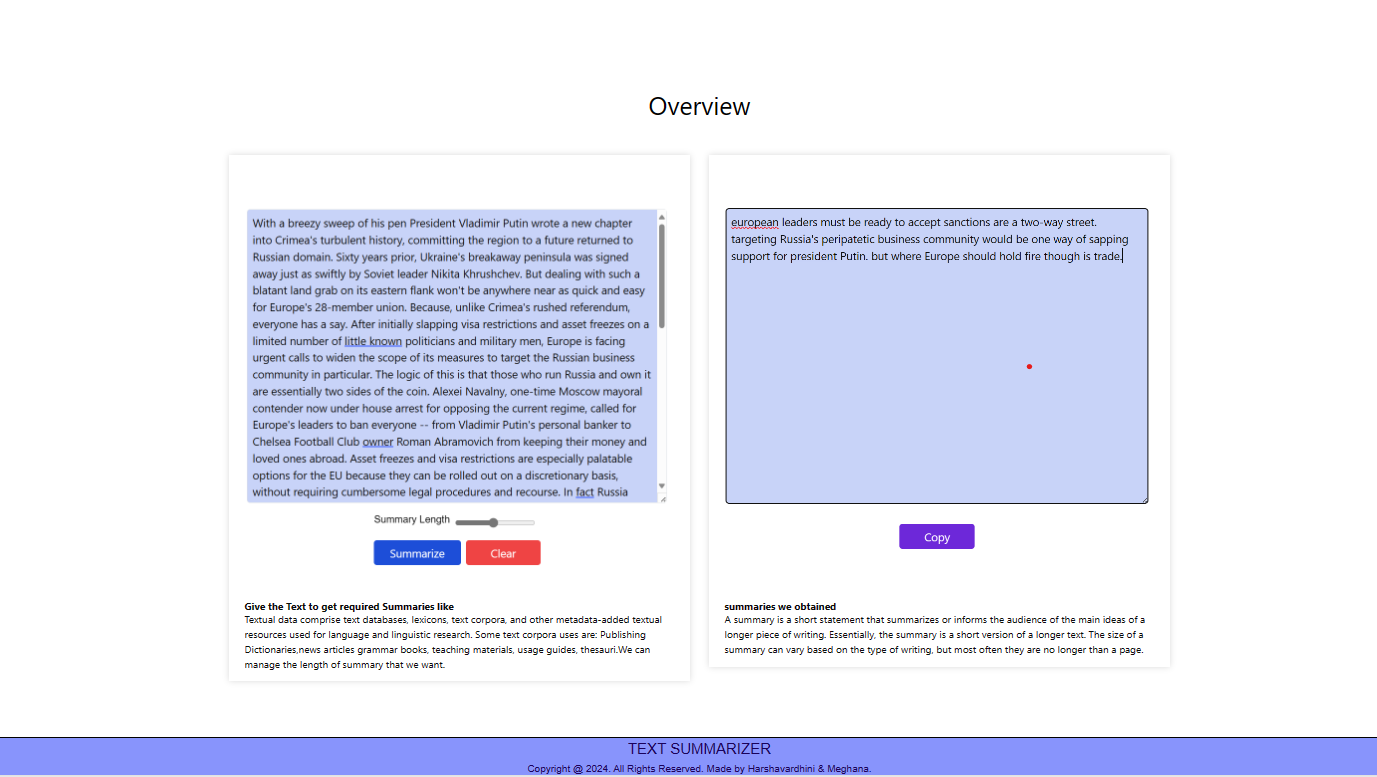 Overview
With a breezy sweep of his pen President Vladimir Putin wrote a new chapter
into Crimea's turbulent history, committing the region to a future returned to
Russian domain. Sixty years prior, Ukraine's breakaway peninsula was signed
away just as swiftly by Soviet leader Nikita Khrushchev. But dealing with such a
blatant land grab on its eastern flank won't be anywhere near as quick and easy
for Europe's 28-member union. Because, unlike Crimea's rushed referendum,
everyone has a say. After initially slapping visa restrictions and asset freezes on a
limited number of little known politicians and military men, Europe is facing
urgent calls to widen the scope of its measures to target the Russian business
community in particular. The logic of this is that those who run Russia and own it
are essentially two sides of the coin. Alexei Navalny, one-time Moscow mayoral
contender now under house arrest for opposing the current regime, called for
Europe's leaders to ban everyone -- from Vladimir Putin's personal banker to
Chelsea Football Club owner Roman Abramovich from keeping their money and
loved ones abroad. Asset freezes and visa restrictions are especially palatable
options for the EU because they can be rolled out on a discretionary basis,
without requiring cumbersome legal procedures and recourse. In fact Russia
Summary Length
Summarize Clear
Give the Text to get required Summaries like
Textual data comprise text databases, lexicons, text corpora, and other metadata-added textual
resources used for language and linguistic research. Some text corpora uses are: Publishing
Dictionaries,news articles grammar books, teaching materials, usage guides, thesauri.We can
manage the length of summary that we want.
european leaders must be ready to accept sanctions are a two-way street.
targeting Russia's peripatetic business community would be one way of sapping
support for president Putin. but where Europe should hold fire though is trade.
Copy
summaries we obtained
A summary is a short statement that summarizes or informs the audience of the main ideas of a
longer piece of writing. Essentially, the summary is a short version of a longer text. The size of a
summary can vary based on the type of writing, but most often they are no longer than a page.
TEXT SUMMARIZER
Copyright @ 2024. All Rights Reserved. Made by Harshavardhini & Meghana.